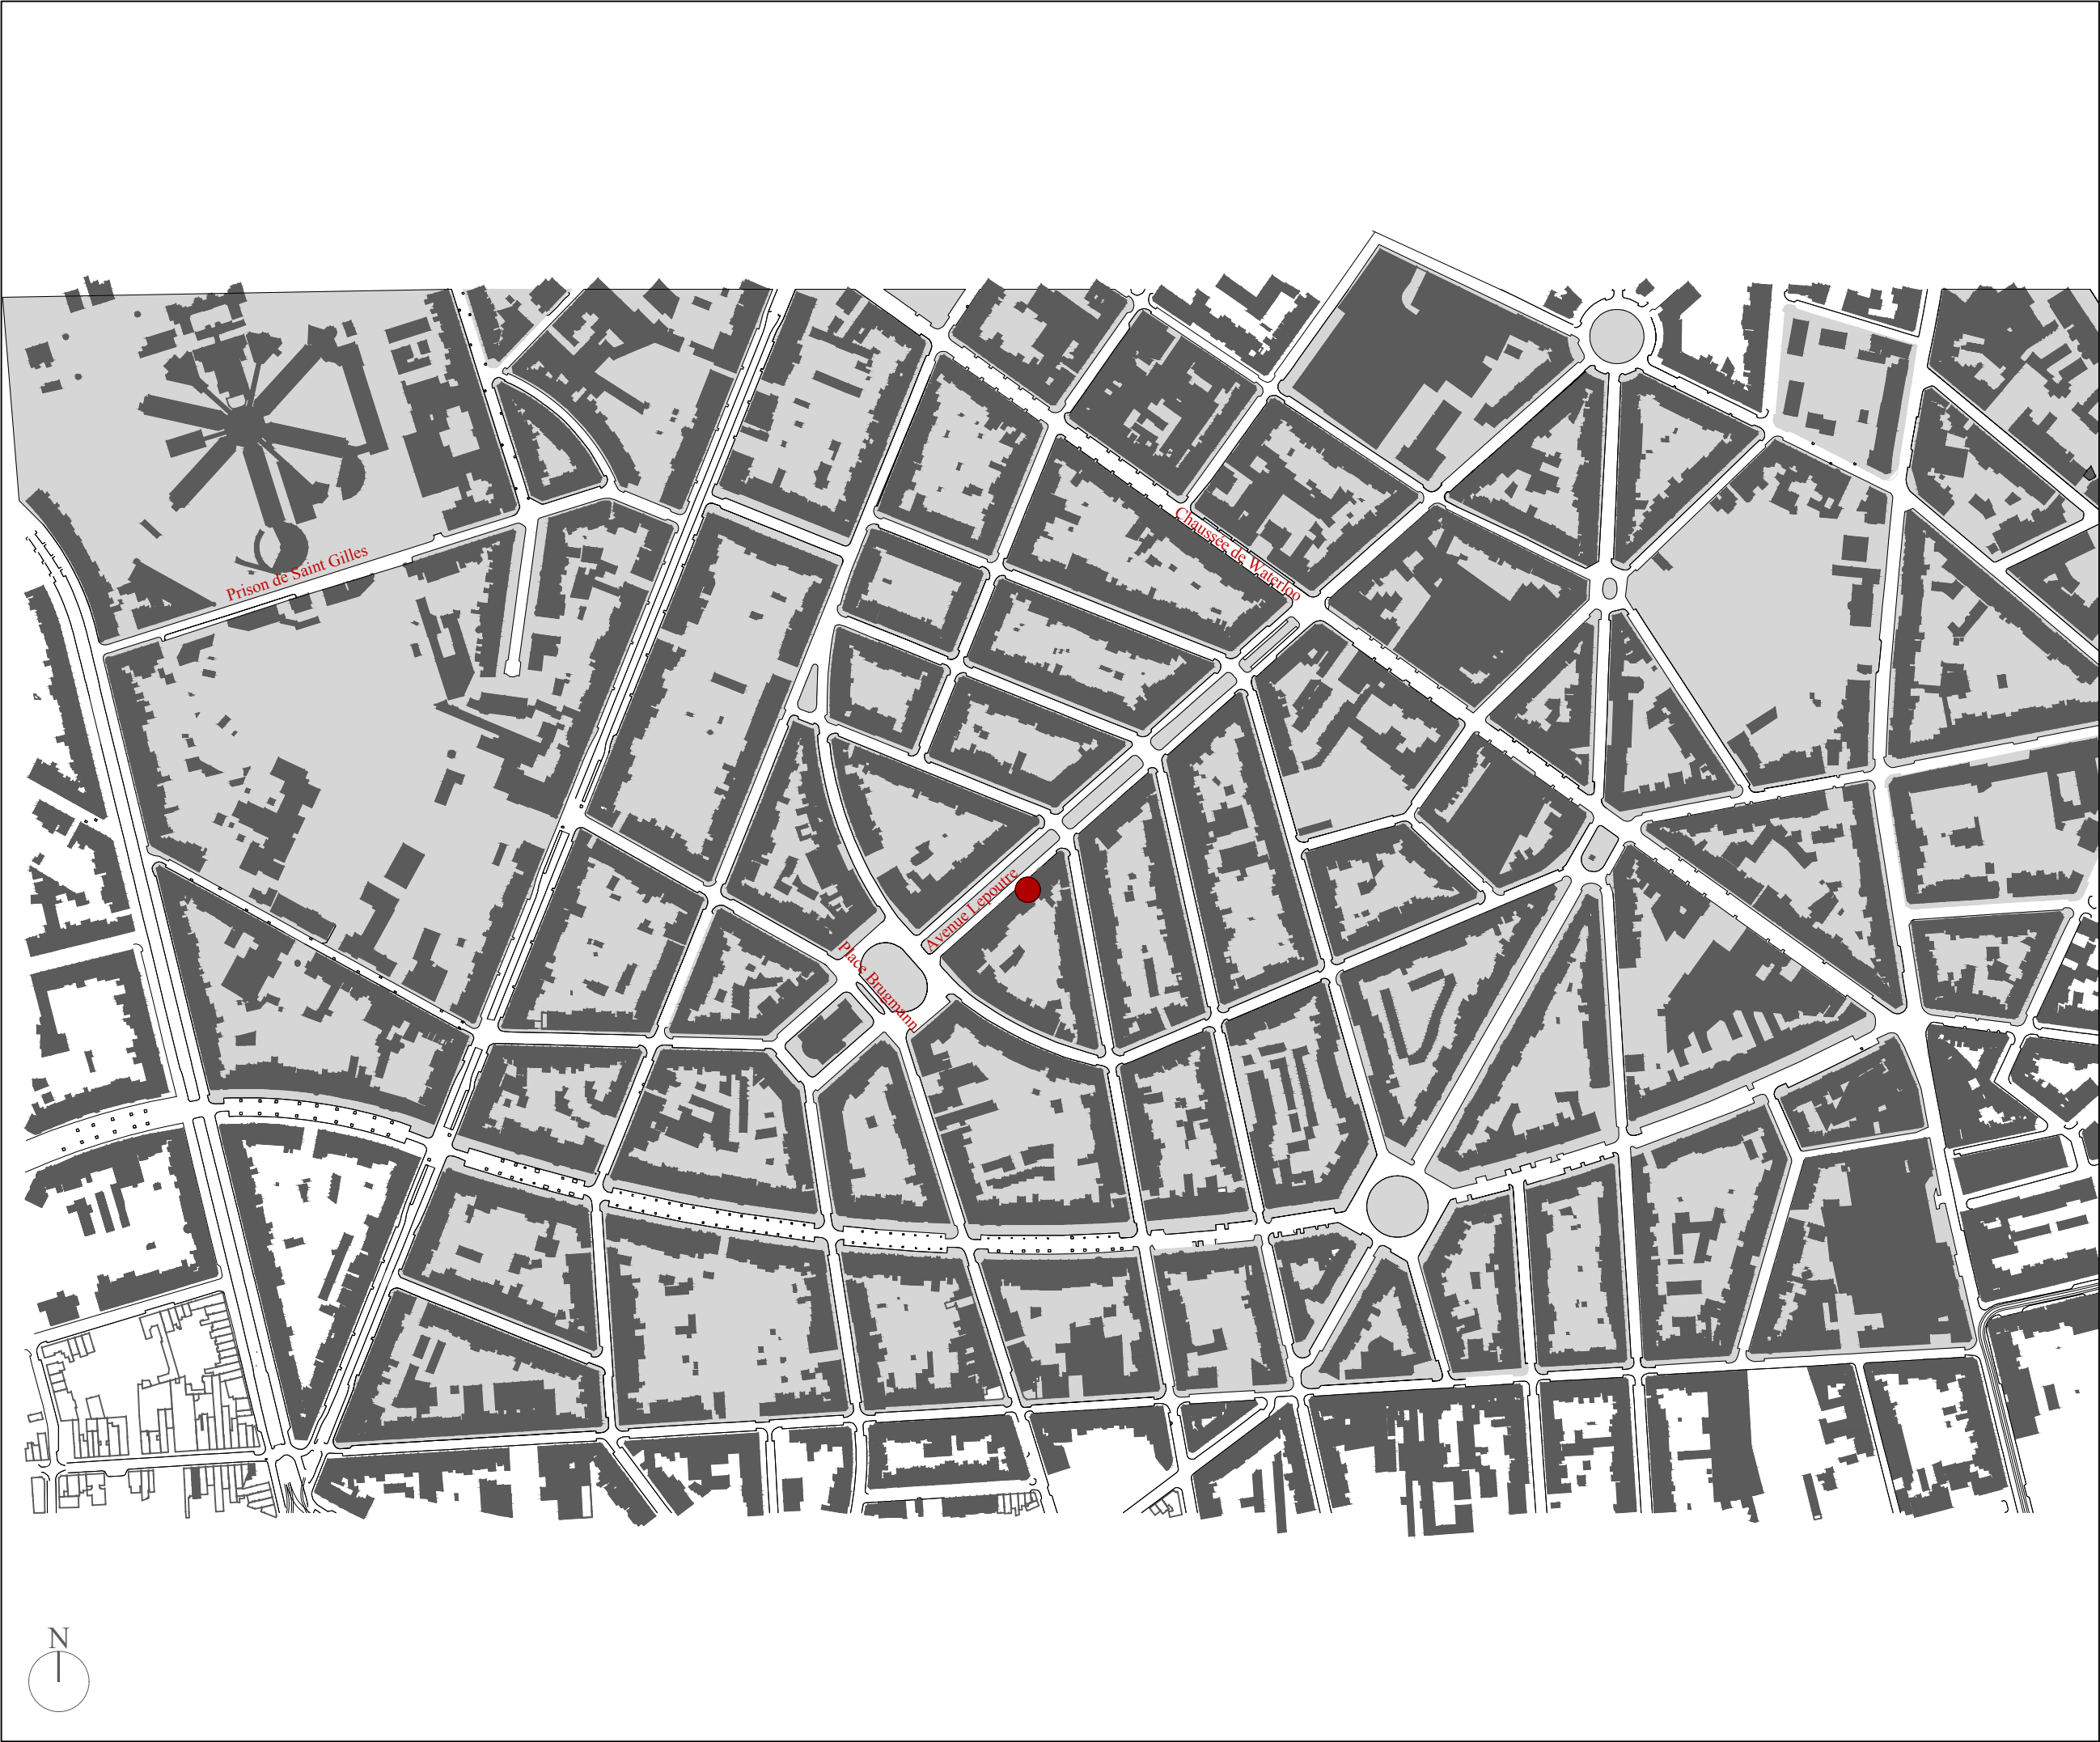 Chaussée de Waterloo
Prison de Saint Gilles
Avenue Lepoutre
Place Brugmann
N